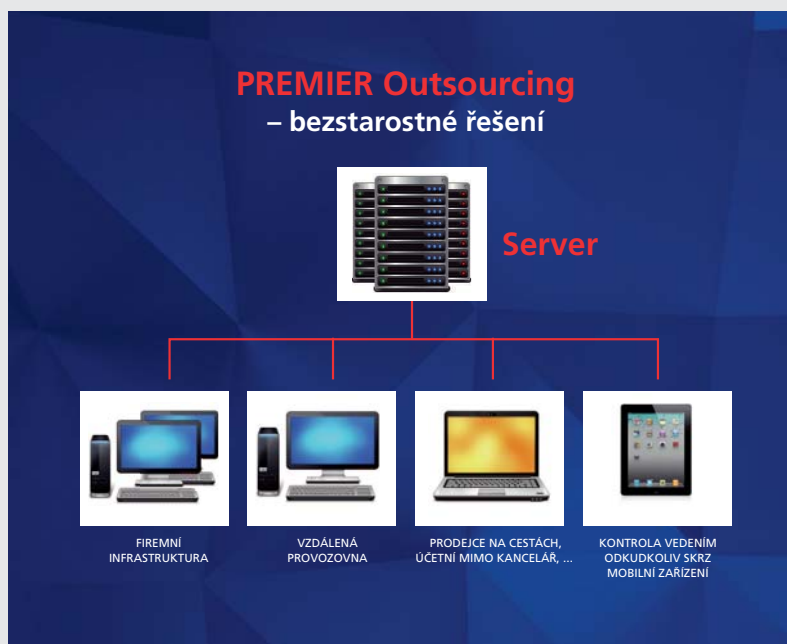 PREMIER Outsourcing
– bezstarostné řešení
Server
FIREMNÍ
INFRASTRUKTURA
VZDÁLENÁ
PROVOZOVNA
PRODEJCE NA CESTÁCH,
ÚČETNÍ MIMO KANCELÁŘ, ...
KONTROLA VEDENÍM
ODKUDKOLIV SKRZ
MOBILNÍ ZAŘÍZENÍ